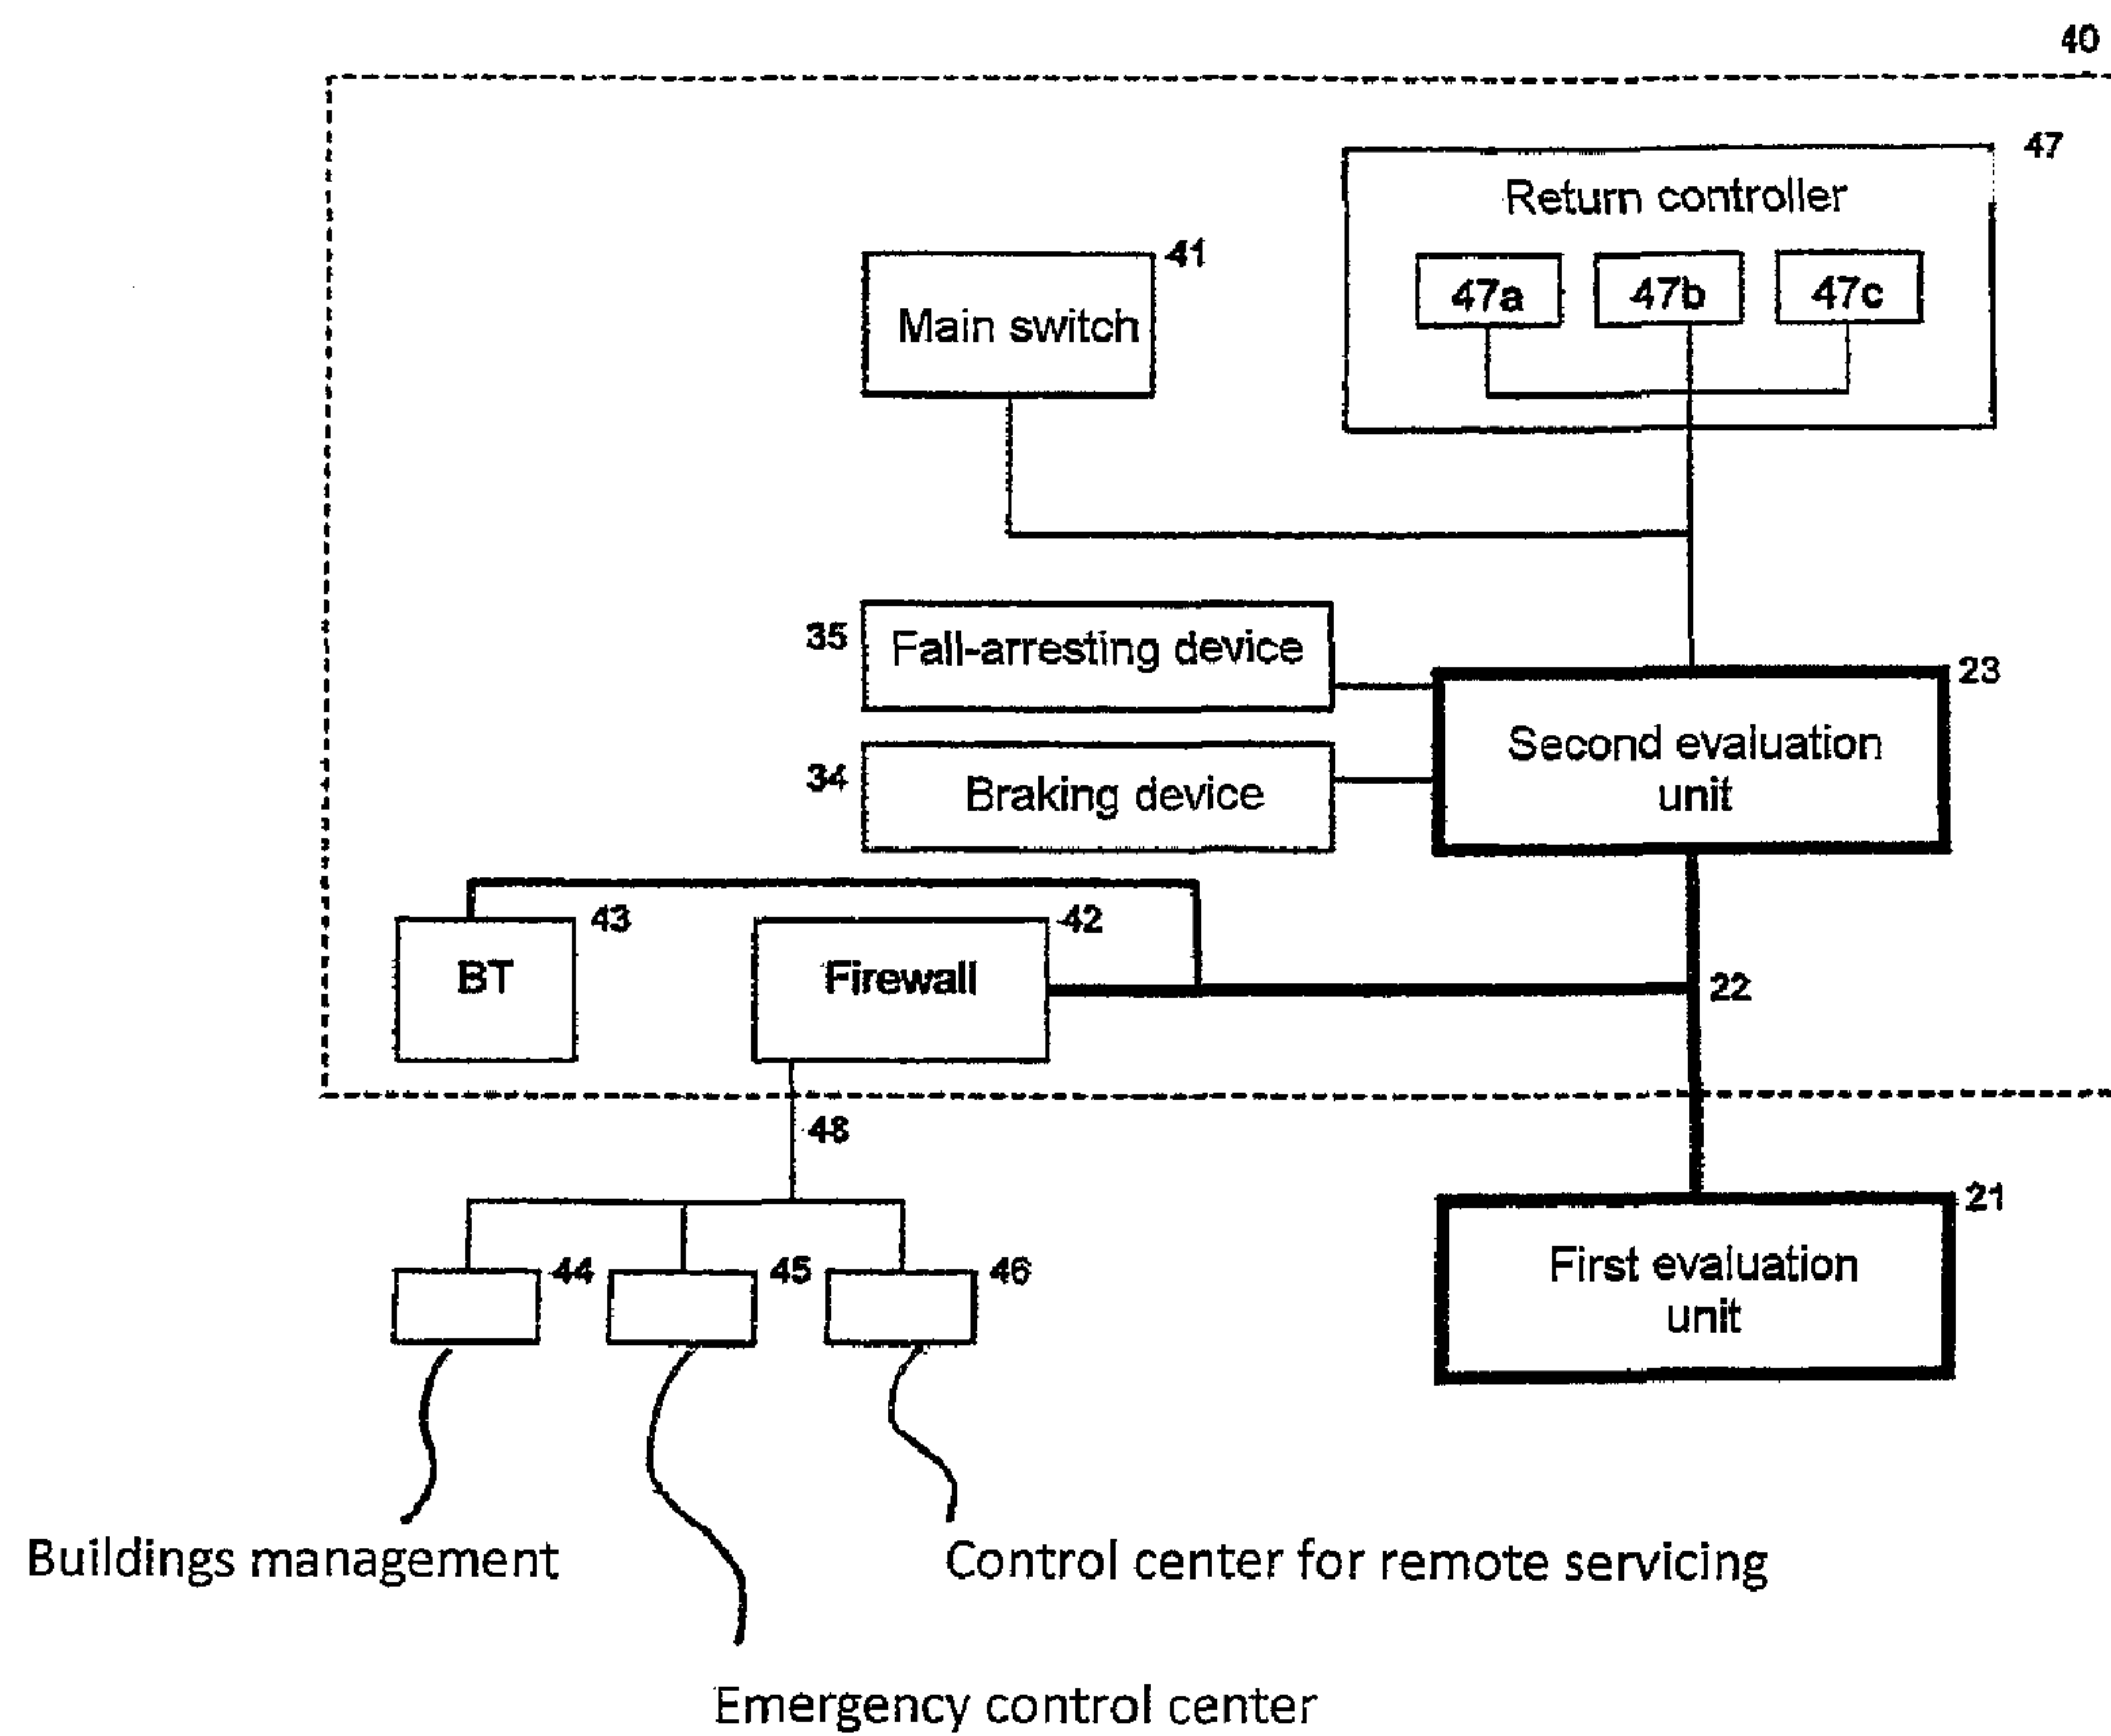 40
47
Return controller
41
47a 47b 47c
Main switch
35
Fall-arresting device
23
Second evaluation
unit
34
Braking device
43
42
BT
Firewall
22
48
21
44
45
46
First evaluation
unit
Buildings management
Control center for remote servicing
Emergency control center